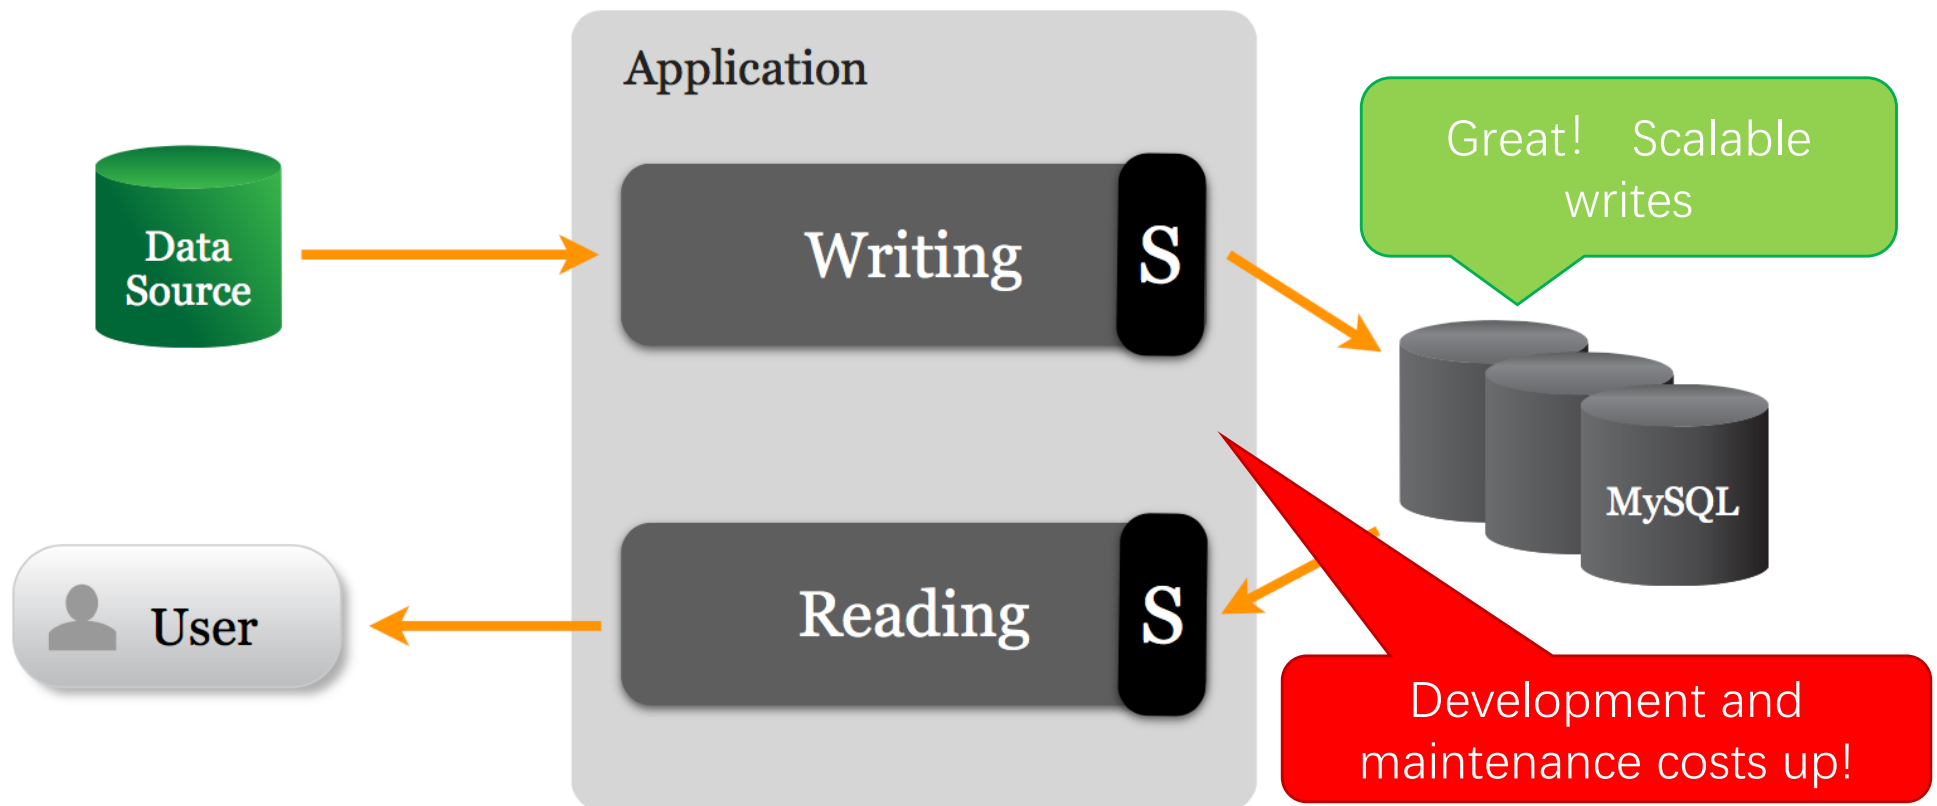 Application
Great! Scalable
writes
Data
Source
Writing
S
MySQL
Reading
S
User
Development and
maintenance costs up!